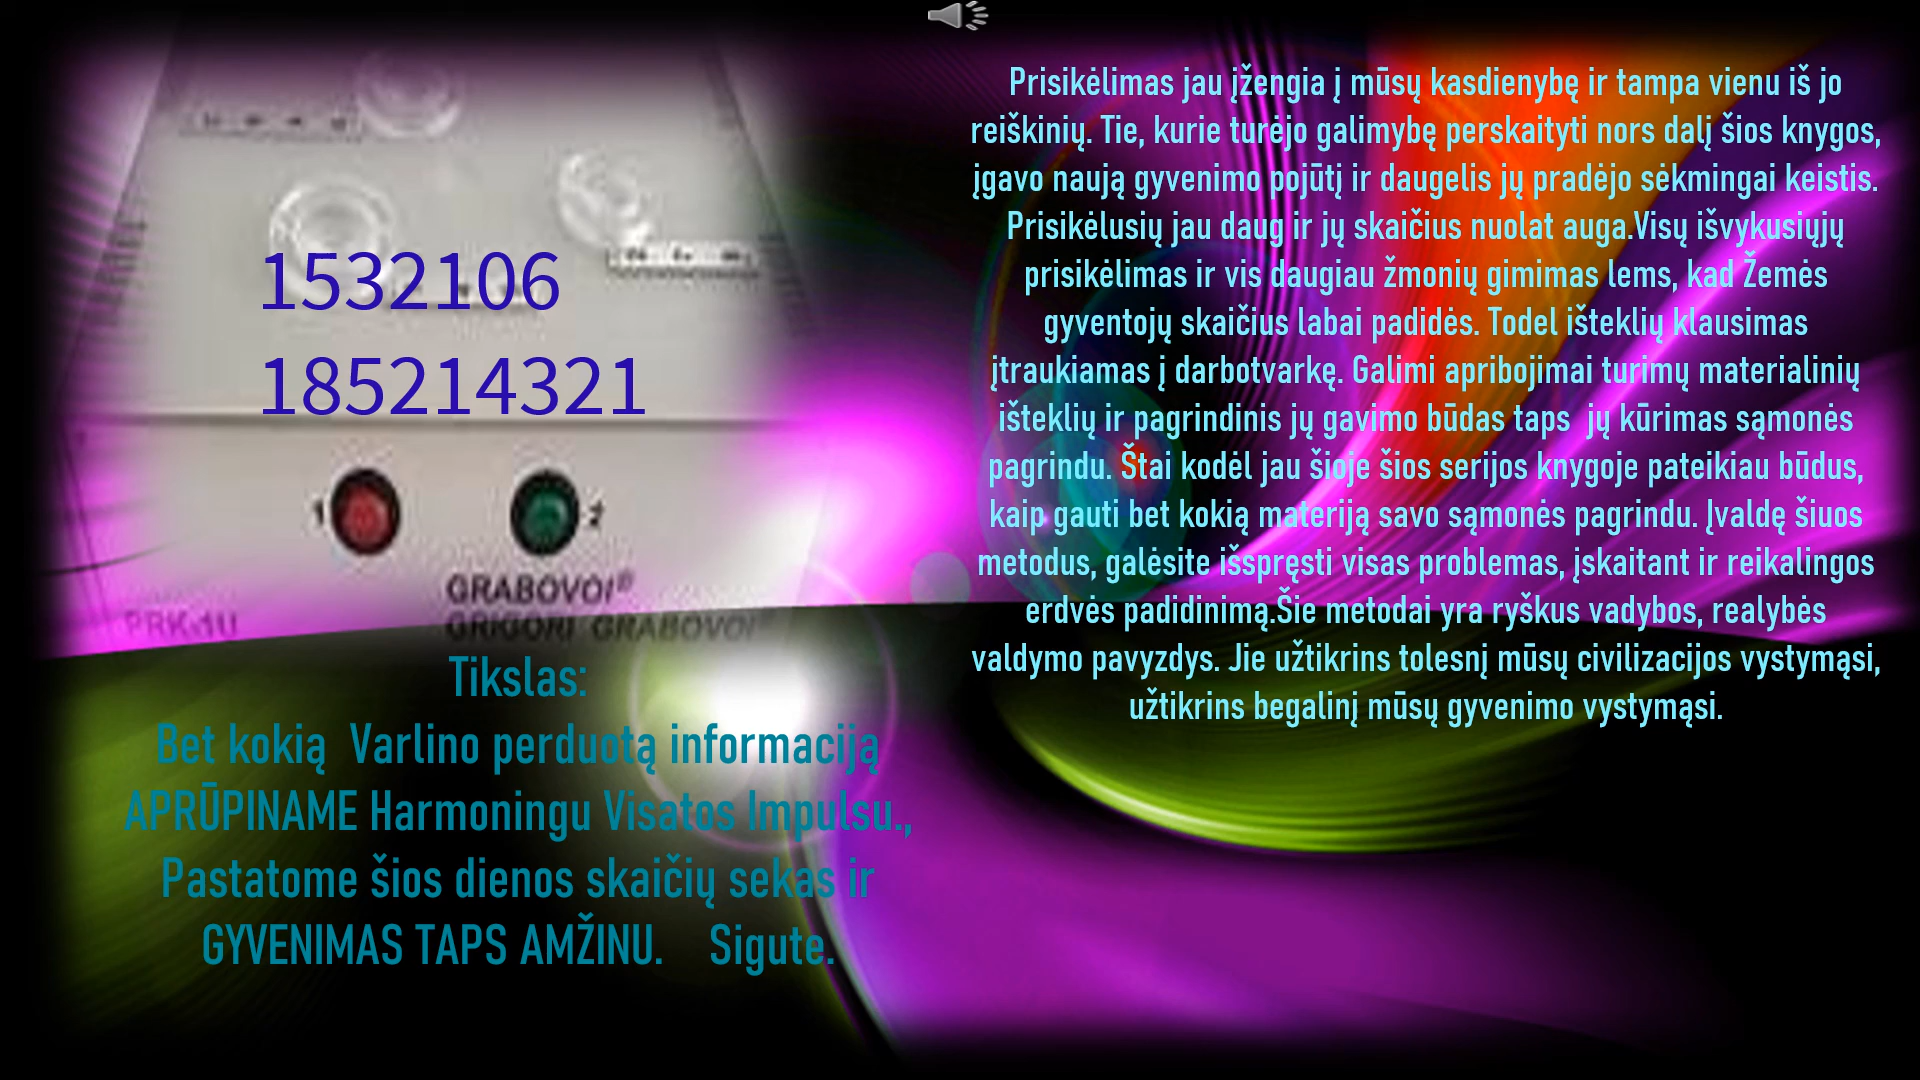 1532106
185214321
1
2
GRABOVOI®
PRK-1U
GRIGORI GRABOVOI®
Tikslas:
Bet kokią Varlino perduotą informaciją
APRŪPINAME Harmoningu Visatos Impulsu.,
Pastatome šios dienos skaičių sekas ir
GYVENIMAS TAPS AMŽINU. Sigute.
Prisikėlimas jau įžengia į mūsų kasdienybę ir tampa vienu iš jo
reiškinių. Tie, kurie turėjo galimybę perskaityti nors dalį šios knygos,
įgavo naują gyvenimo pojūtį ir daugelis jų pradėjo sėkmingai keistis.
Prisikėlusių jau daug ir jų skaičius nuolat auga.Visų išvykusiųjų
prisikėlimas ir vis daugiau žmonių gimimas lems, kad Žemės
gyventojų skaičius labai padidės. Todel išteklių klausimas
įtraukiamas į darbotvarkę. Galimi apribojimai turimų materialinių
išteklių ir pagrindinis jų gavimo būdas taps jų kūrimas sąmonės
pagrindu. Štai kodėl jau šioje šios serijos knygoje pateikiau būdus,
kaip gauti bet kokią materiją savo sąmonės pagrindu. Įvaldę šiuos
metodus, galėsite išspręsti visas problemas, įskaitant ir reikalingos
erdvės padidinimą.Šie metodai yra ryškus vadybos, realybės
valdymo pavyzdys. Jie užtikrins tolesnį mūsų civilizacijos vystymąsi,
užtikrins begalinį mūsų gyvenimo vystymąsi.